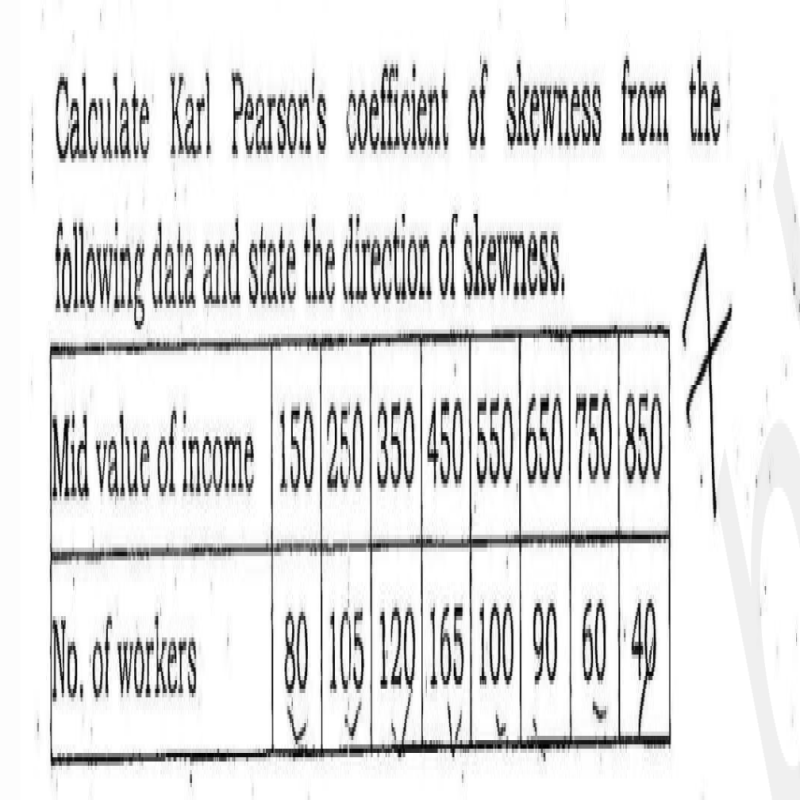 Calculate Karl Pearson's coefficient of skewness from the
following data and state the direction of skewness.
Mid value of income 150 250 350 450 550 650 750 850
No. of workers 80 105 120 165 100 90 60 40